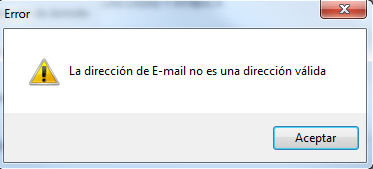 Error
La dirección de E-mail no es una dirección válida
Aceptar